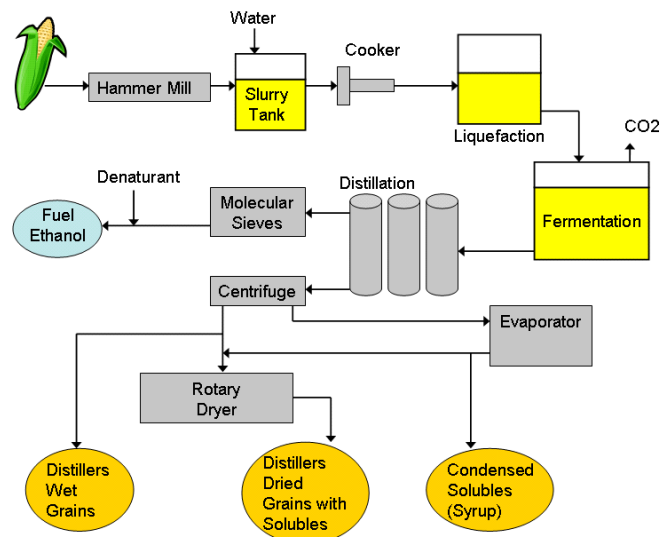 Water
Cooker
Hammer Mill
Slurry
Tank
Liquefaction
CO2
Denaturant
Distillation
Fuel
Ethanol
Molecular
Sieves
Fermentation
Centrifuge
Evaporator
Rotary
Dryer
Distillers
Wet
Grains
Distillers
Dried
Grains with
Solubles
Condensed
Solubles
(Syrup)